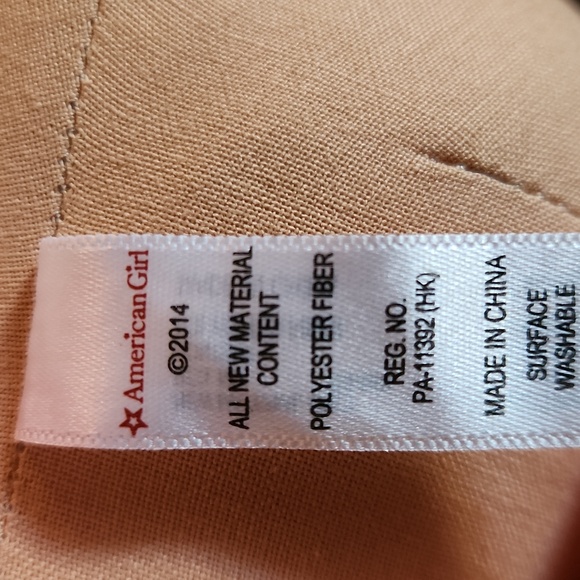 American Girl
©2014
ALL NEW MATERIAL
CONTENT
POLYESTER FIBER
REG. NO.
PA-11392 (HK)
MADE IN CHINA
SURFACE
WASHABLE